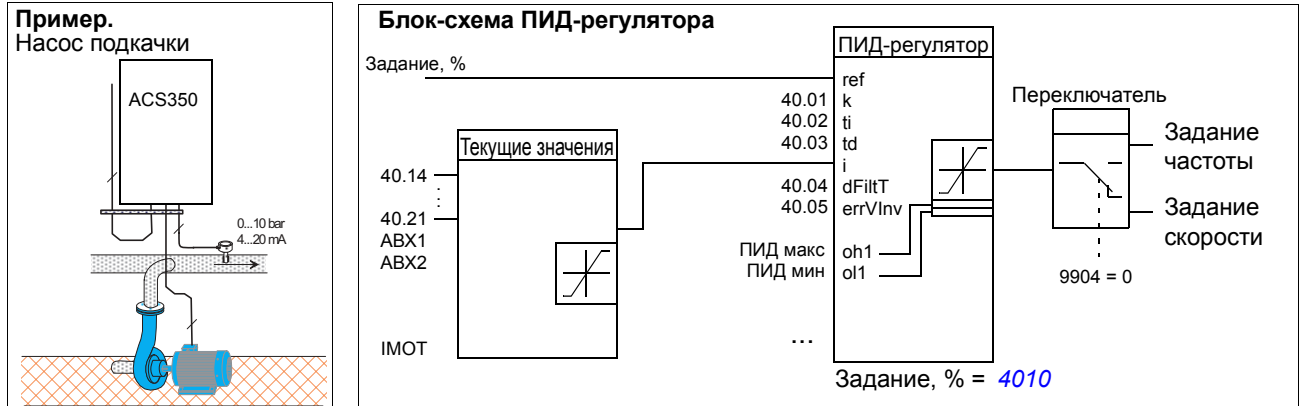 Пример.
Насос подкачки
ACS350
0...10 bar
4...20 mA
Блок-схема ПИД-регулятора
Задание, %
ПИД-регулятор
ref
40.01 k
40.02 ti
40.03 td
i
40.04 dFiltT
40.05 errVInv
ПИД макс oh1
ПИД мин ol1
...
Текущие значения
40.14
:
40.21
АВХ1
АВХ2
IMOT
Переключатель
Задание
частоты
Задание
скорости
9904 = 0
Задание, % = 4010